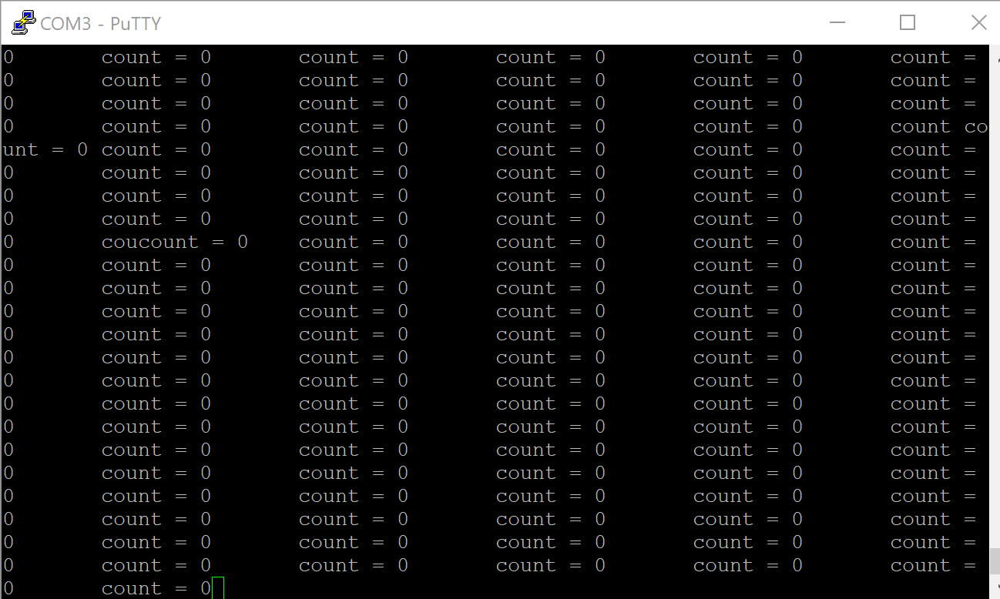 COM3 - PuTTY
0 count = 0 count = 0 count = 0 count = 0 count =
0 count = 0 count = 0 count = 0 count = 0 count =
0 count = 0 count = 0 count = 0 count = 0 count =
0 count = 0 count = 0 count = 0 count = 0 count co
unt = 0 count = 0 count = 0 count = 0 count = 0 count =
0 count = 0 count = 0 count = 0 count = 0 count =
0 count = 0 count = 0 count = 0 count = 0 count =
0 count = 0 count = 0 count = 0 count = 0 count =
0 coucount = 0 count = 0 count = 0 count = 0 count =
0 count = 0 count = 0 count = 0 count = 0 count =
0 count = 0 count = 0 count = 0 count = 0 count =
0 count = 0 count = 0 count = 0 count = 0 count =
0 count = 0 count = 0 count = 0 count = 0 count =
0 count = 0 count = 0 count = 0 count = 0 count =
0 count = 0 count = 0 count = 0 count = 0 count =
0 count = 0 count = 0 count = 0 count = 0 count =
0 count = 0 count = 0 count = 0 count = 0 count =
0 count = 0 count = 0 count = 0 count = 0 count =
0 count = 0 count = 0 count = 0 count = 0 count =
0 count = 0 count = 0 count = 0 count = 0 count =
0 count = 0 count = 0 count = 0 count = 0 count =
0 count = 0 count = 0 count = 0 count = 0 count =
0 count = 0 count = 0 count = 0 count = 0 count =
0 count = 0